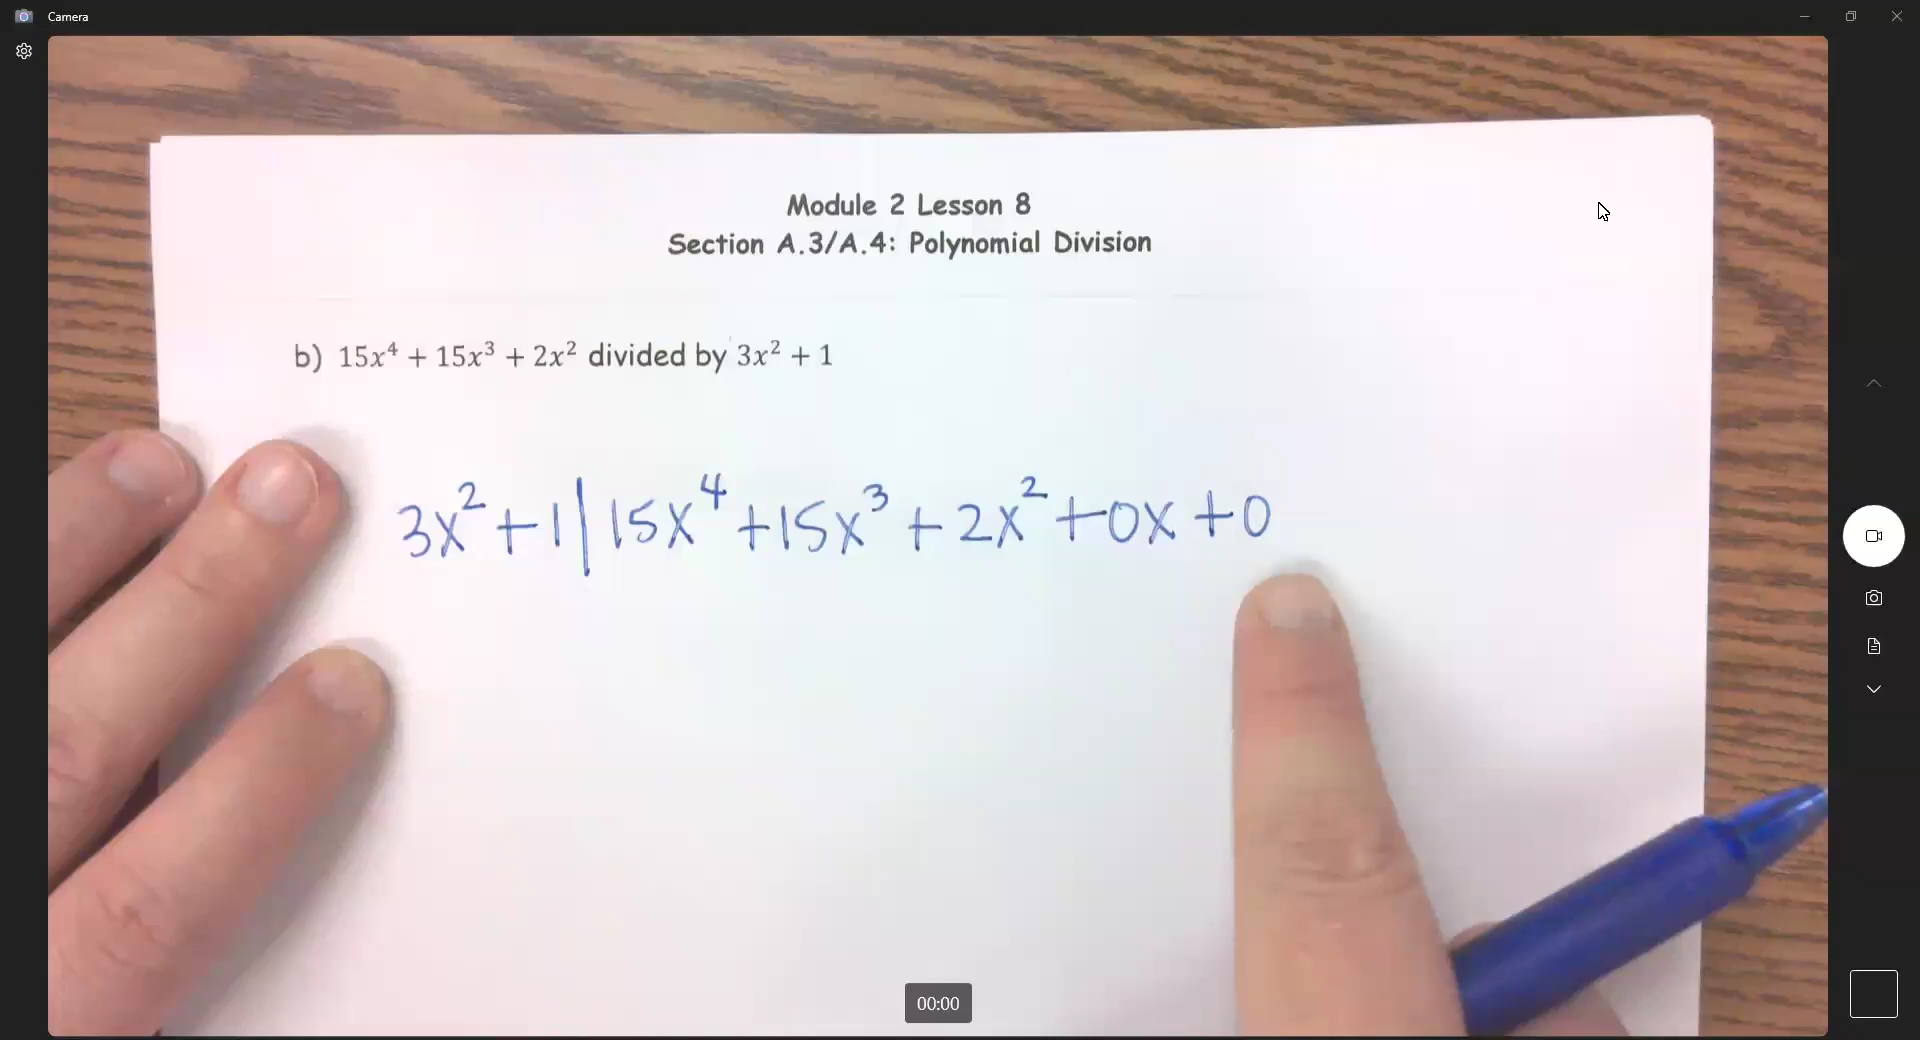 Camera
Module 2 Lesson 8
Section A.3/A.4: Polynomial Division
b) 15x⁴ + 15x³ + 2x² divided by 3x² + 1
3x² + 1 | 15x⁴ + 15x³ + 2x² + 0x + 0
00:00